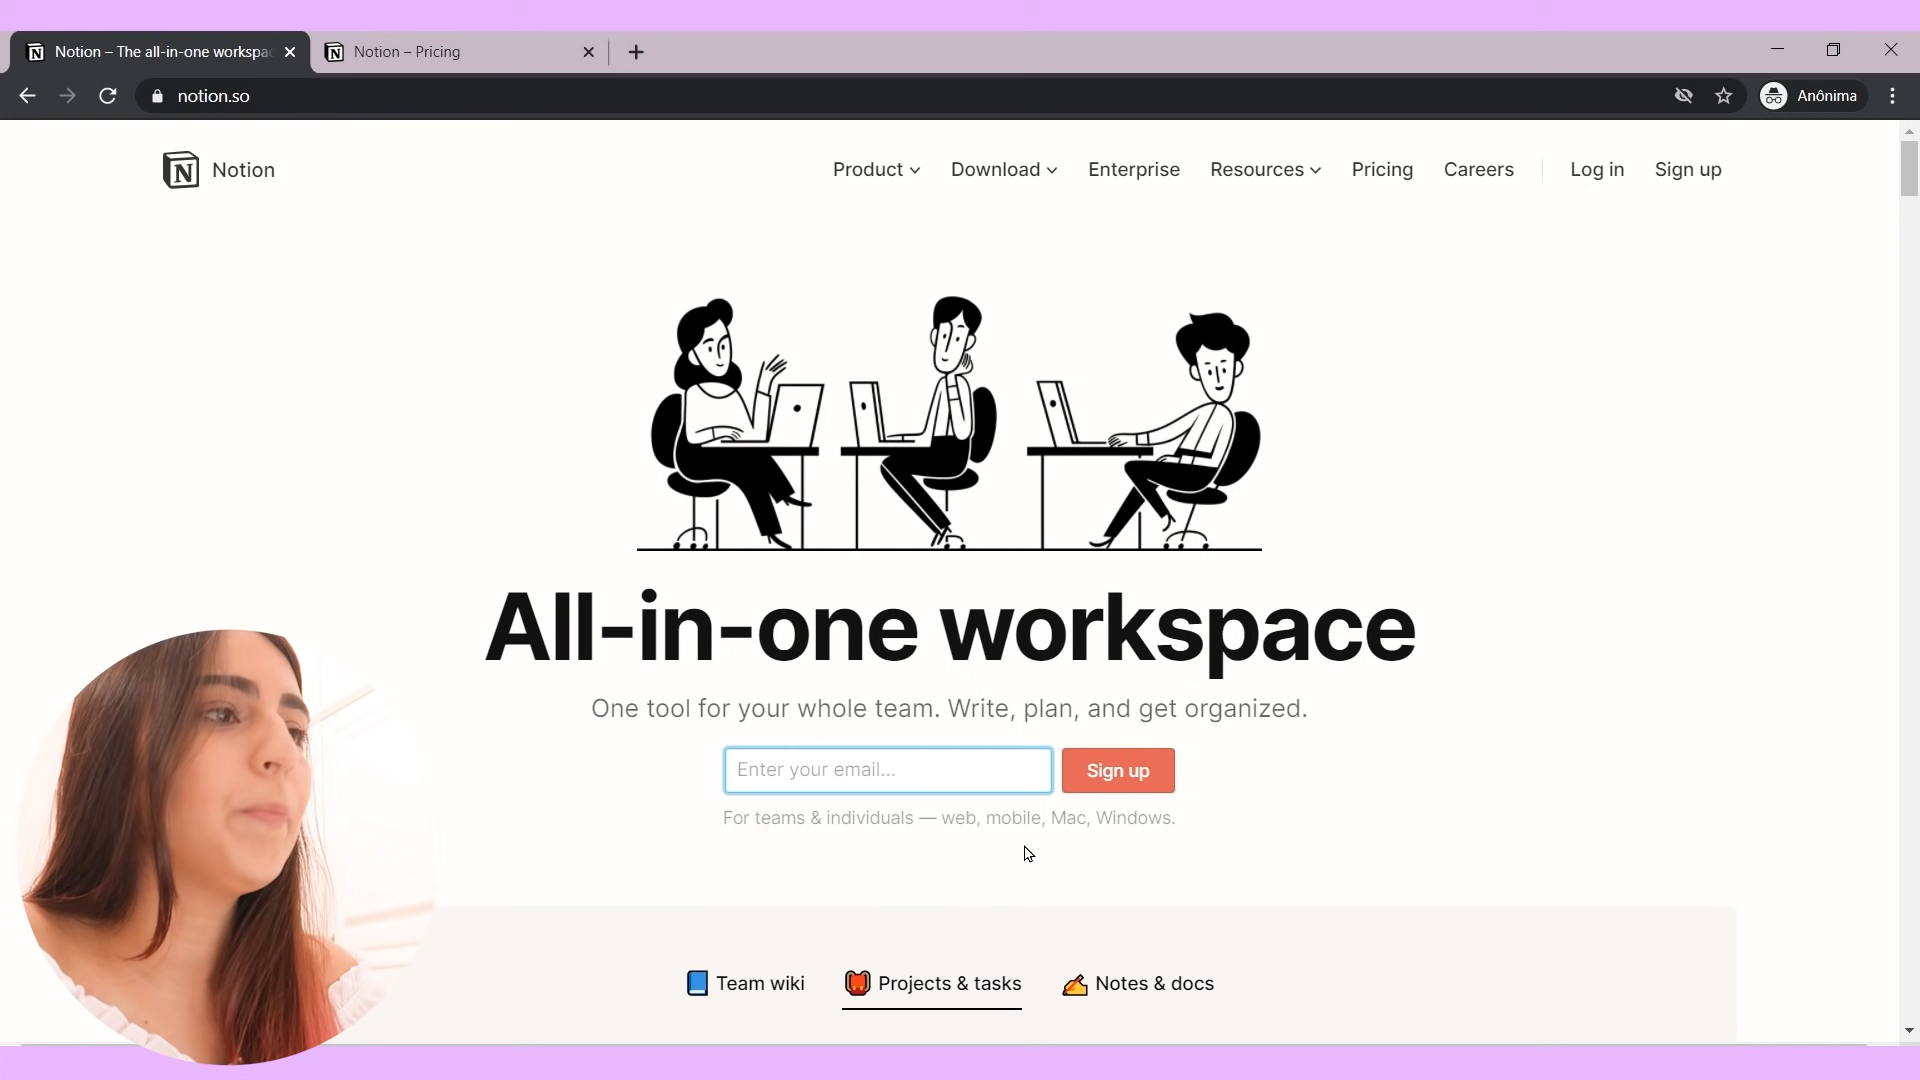 Notion – The all-in-one workspac
Notion – Pricing
notion.so
Anônima
Notion
Product
Download
Enterprise
Resources
Pricing
Careers
Log in
Sign up
All-in-one workspace
One tool for your whole team. Write, plan, and get organized.
Enter your email...
Sign up
For teams & individuals — web, mobile, Mac, Windows.
Team wiki
Projects & tasks
Notes & docs